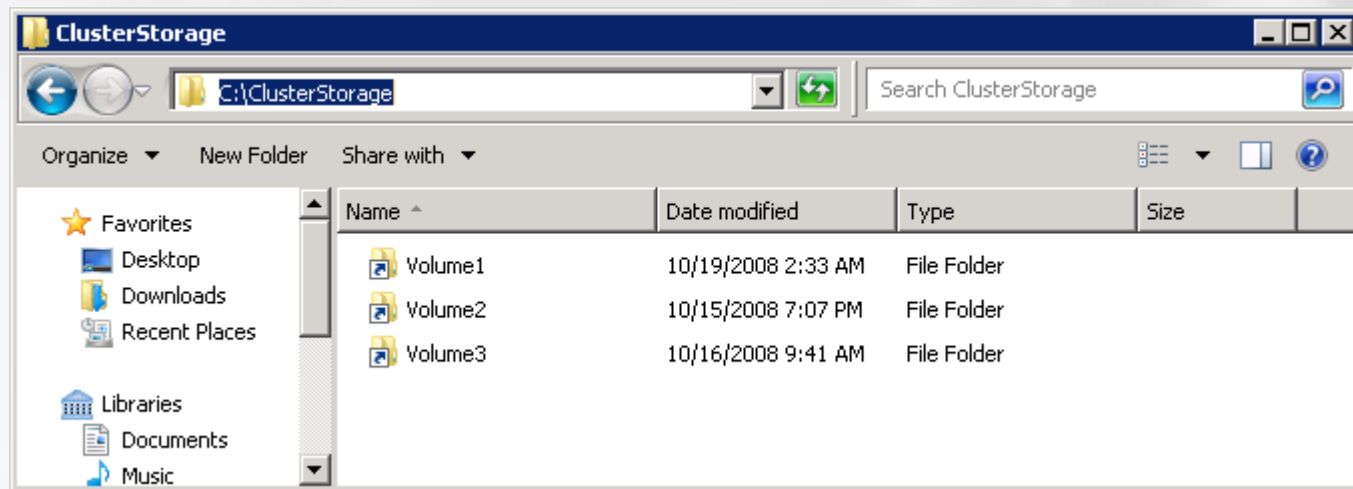 ClusterStorage
C:\ClusterStorage
Search ClusterStorage
Organize New Folder Share with
Favorites
Desktop
Downloads
Recent Places
Libraries
Documents
Music
Name Date modified Type Size
Volume1 10/19/2008 2:33 AM File Folder
Volume2 10/15/2008 7:07 PM File Folder
Volume3 10/16/2008 9:41 AM File Folder